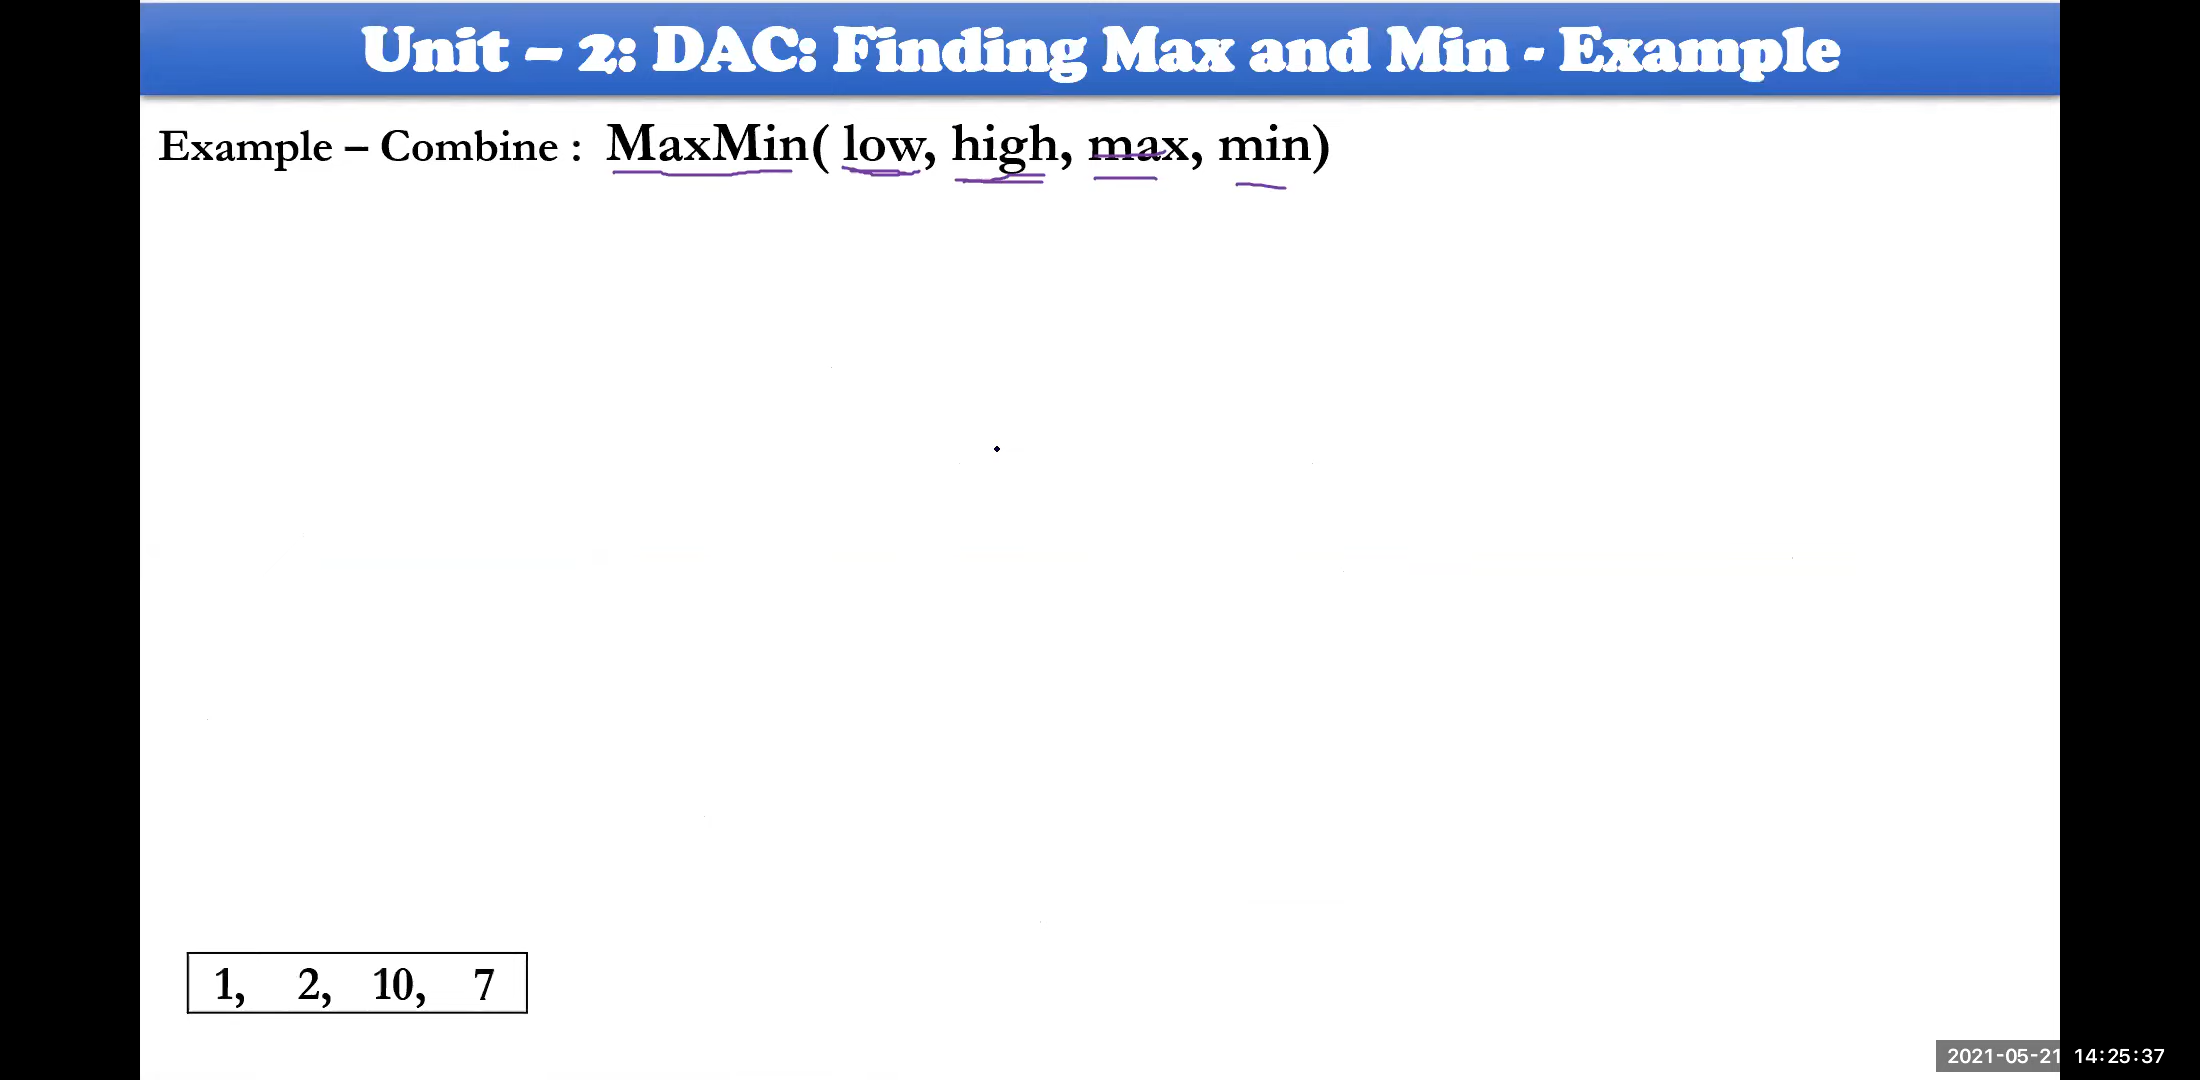 Unit – 2: DAC: Finding Max and Min - Example
Example – Combine : MaxMin( low, high, max, min)
1, 2, 10, 7
2021-05-21 14:25:37